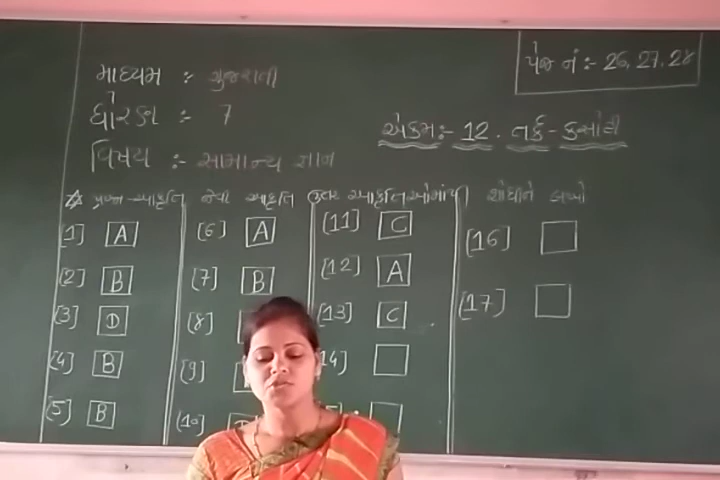 માધ્યમ :- ગુજરાતી
ધોરણ :- 7
વિષય :- સામાન્ય જ્ઞાન
પેજ નં :- 26, 27, 28
એકમ :- 12. તર્ક - કસોટી
☆ પ્રશ્ન આકૃતિ જેવી આકૃતિ ઉત્તર આકૃતિઓમાંથી શોધીને લખો
[1] A
[2] B
[3] D
[4] B
[5] B
[6] A
[7] B
[8]
[9]
[10]
[11] C
[12] A
[13] C
14]
[16]
[17]